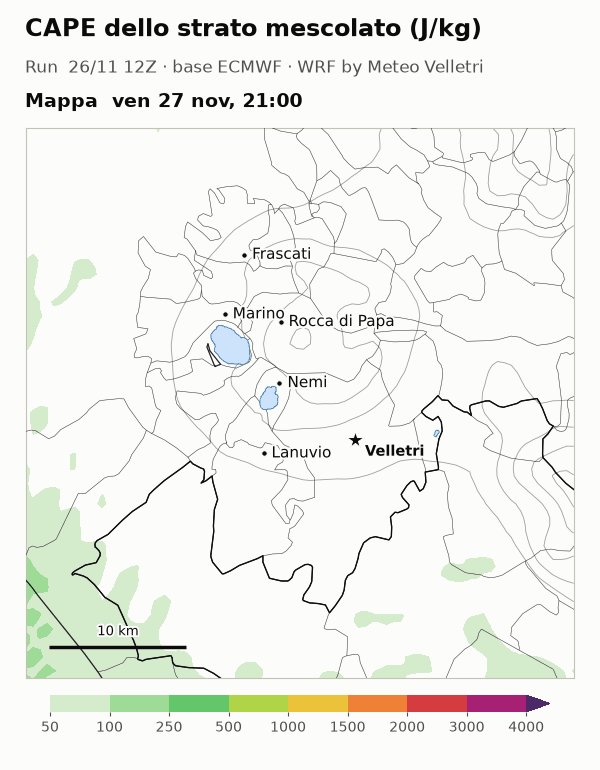 CAPE dello strato mescolato (J/kg)
Run  26/11 12Z · base ECMWF · WRF by Meteo Velletri
Mappa  ven 27 nov, 21:00
Frascati
Marino
Rocca di Papa
Nemi
Velletri
Lanuvio
10 km
50 100 250 500 1000 1500 2000 3000 4000